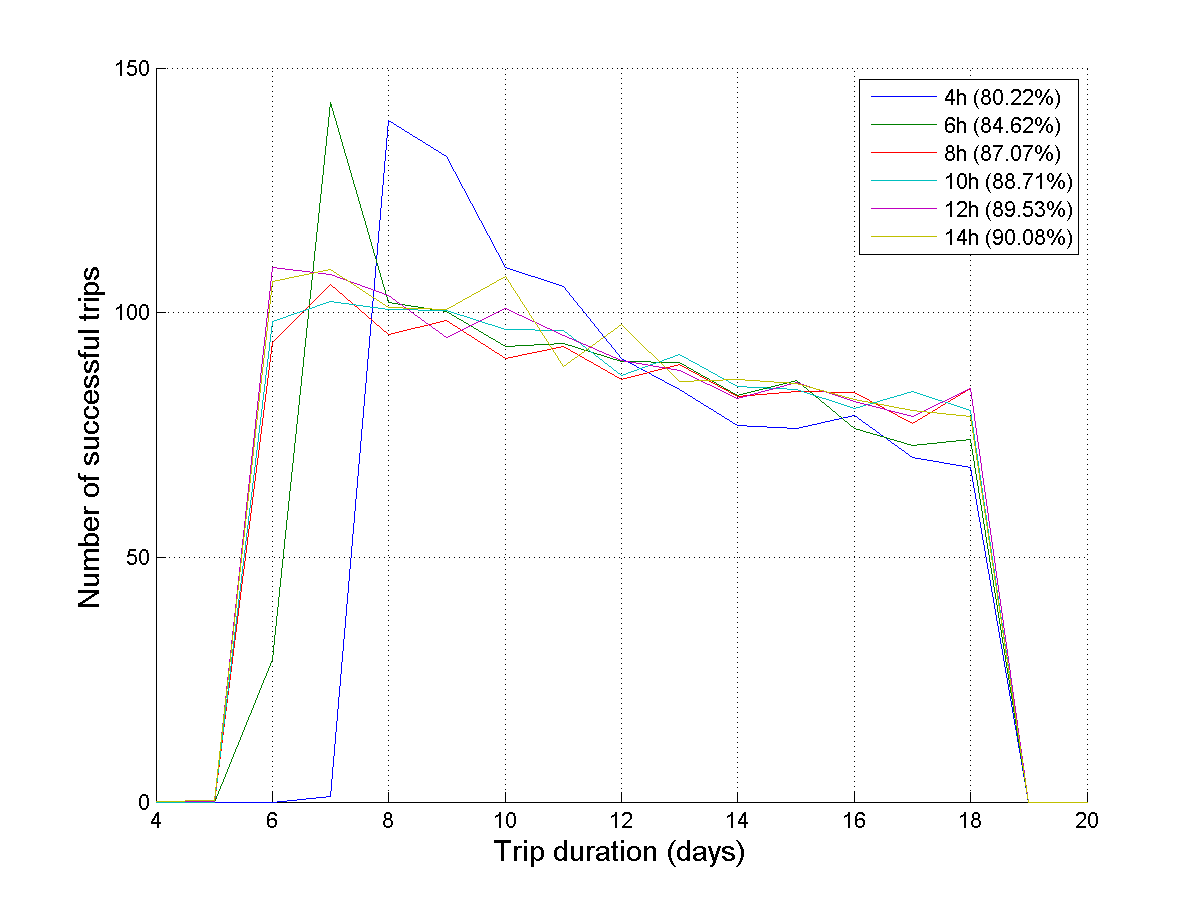 150
100
50
0
4 6 8 10 12 14 16 18 20
Number of successful trips
Trip duration (days)
4h (80.22%)
6h (84.62%)
8h (87.07%)
10h (88.71%)
12h (89.53%)
14h (90.08%)